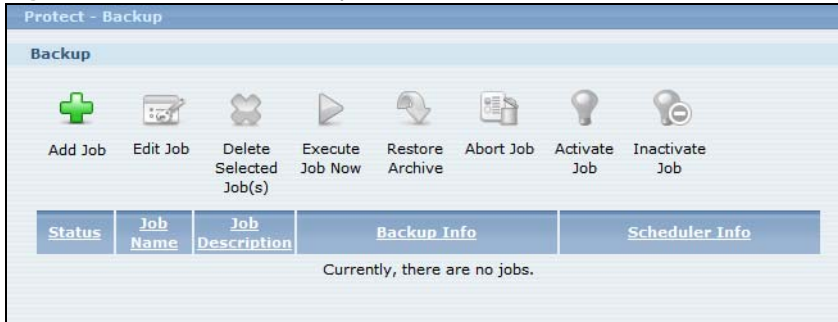 Protect - Backup
Backup
Add Job
Edit Job
Delete
Selected
Job(s)
Execute
Job Now
Restore
Archive
Abort Job
Activate
Job
Inactivate
Job
Status
Job
Name
Job
Description
Backup Info
Scheduler Info
Currently, there are no jobs.